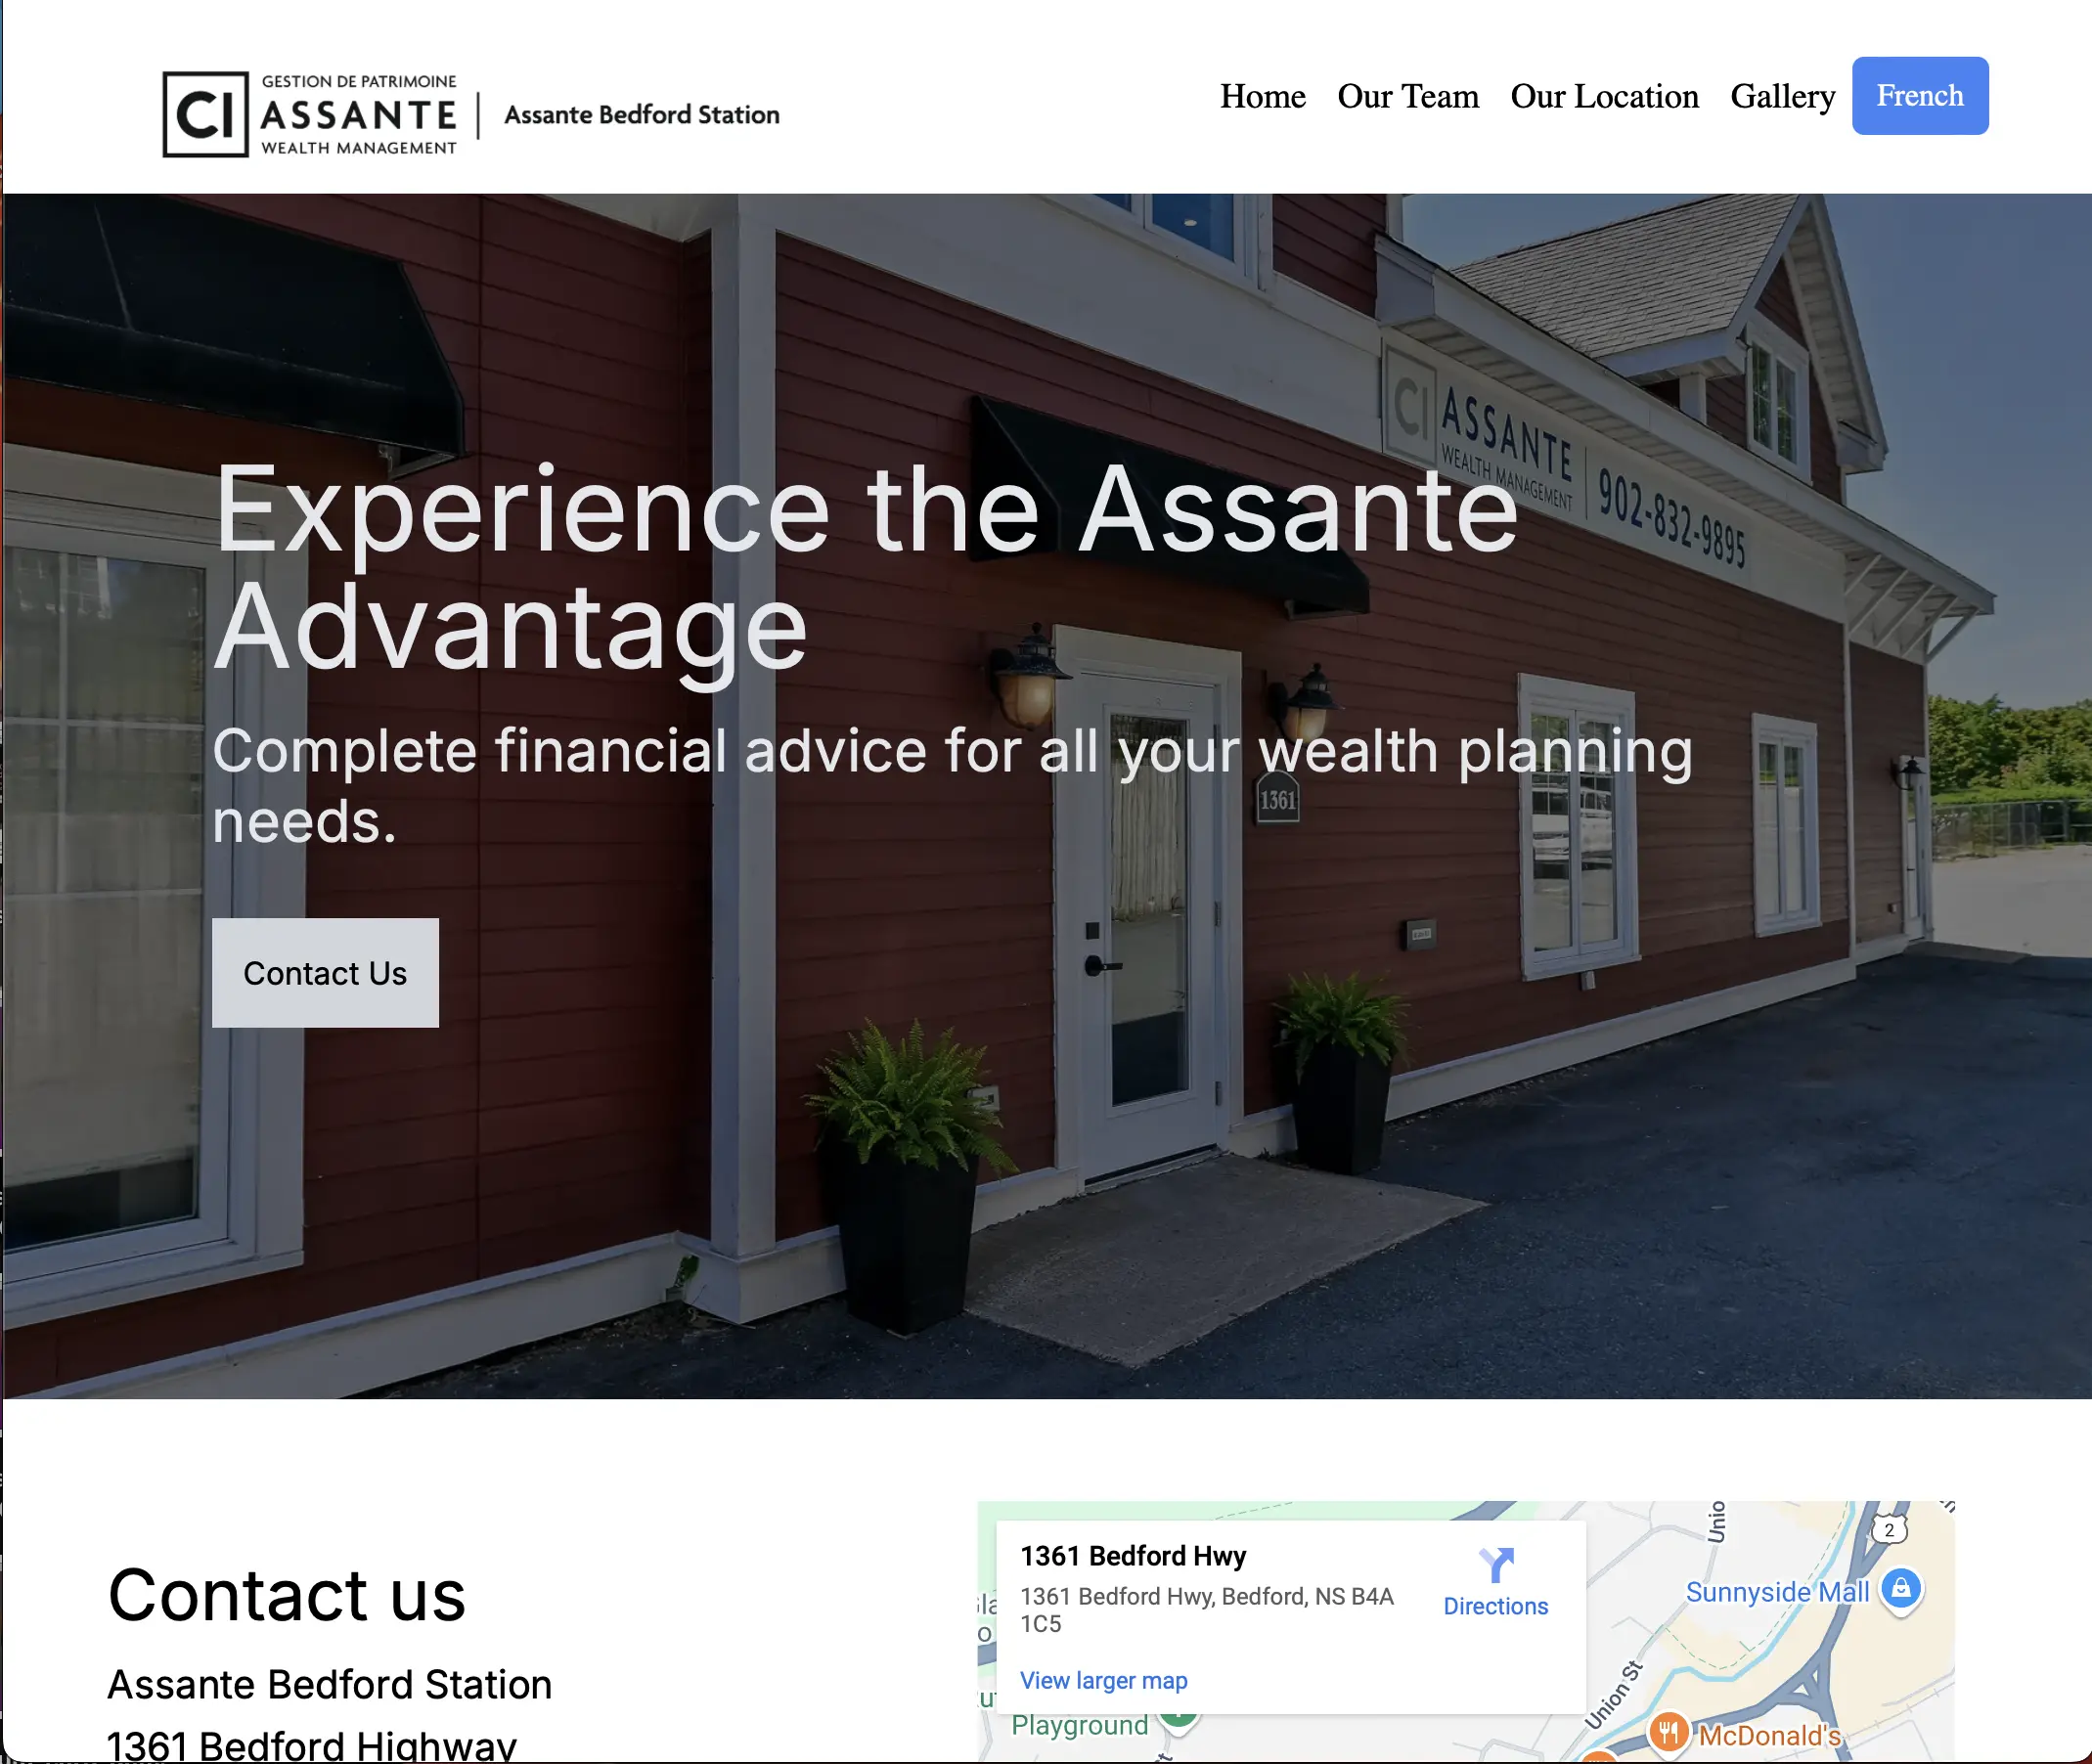 CI
GESTION DE PATRIMOINE
ASSANTE
WEALTH MANAGEMENT
Assante Bedford Station
Home Our Team Our Location Gallery French
CI ASSANTE
WEALTH MANAGEMENT
902-832-9895
Experience the Assante
Advantage
Complete financial advice for all your wealth planning
needs.
1361
Contact Us
Contact us
Assante Bedford Station
1361 Bedford Highway
1361 Bedford Hwy
1361 Bedford Hwy, Bedford, NS B4A
1C5
Directions
View larger map
Playground
Union St
2
Sunnyside Mall
McDonald's